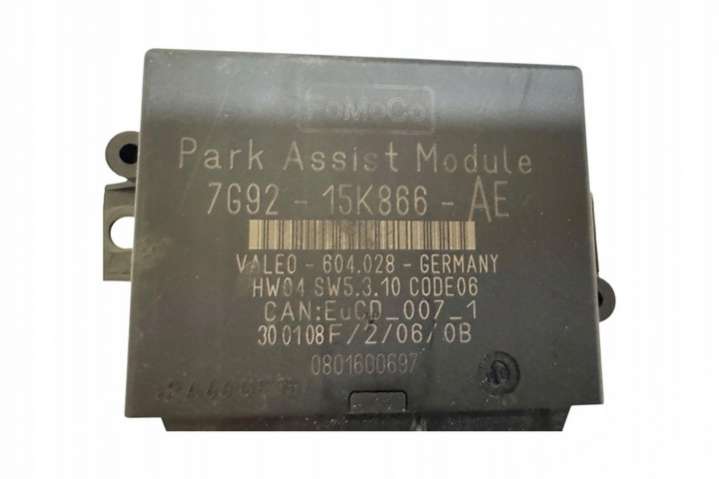 FoMoCo
Park Assist Module
7G92 - 15K866 - AE
VALEO - 604.028 - GERMANY
HW04 SW5.3.10 CODE06
CAN:EuCD_007_1
300108F/2/06/0B
0801600697